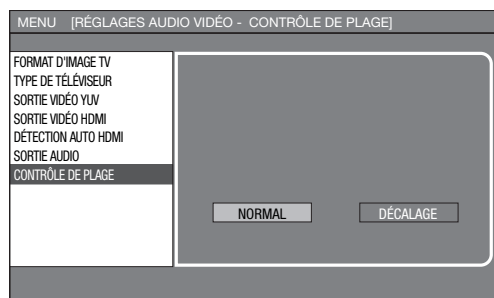 MENU [RÉGLAGES AUDIO VIDÉO - CONTRÔLE DE PLAGE]
FORMAT D'IMAGE TV
TYPE DE TÉLÉVISEUR
SORTIE VIDÉO YUV
SORTIE VIDÉO HDMI
DÉTECTION AUTO HDMI
SORTIE AUDIO
CONTRÔLE DE PLAGE
NORMAL DÉCALAGE